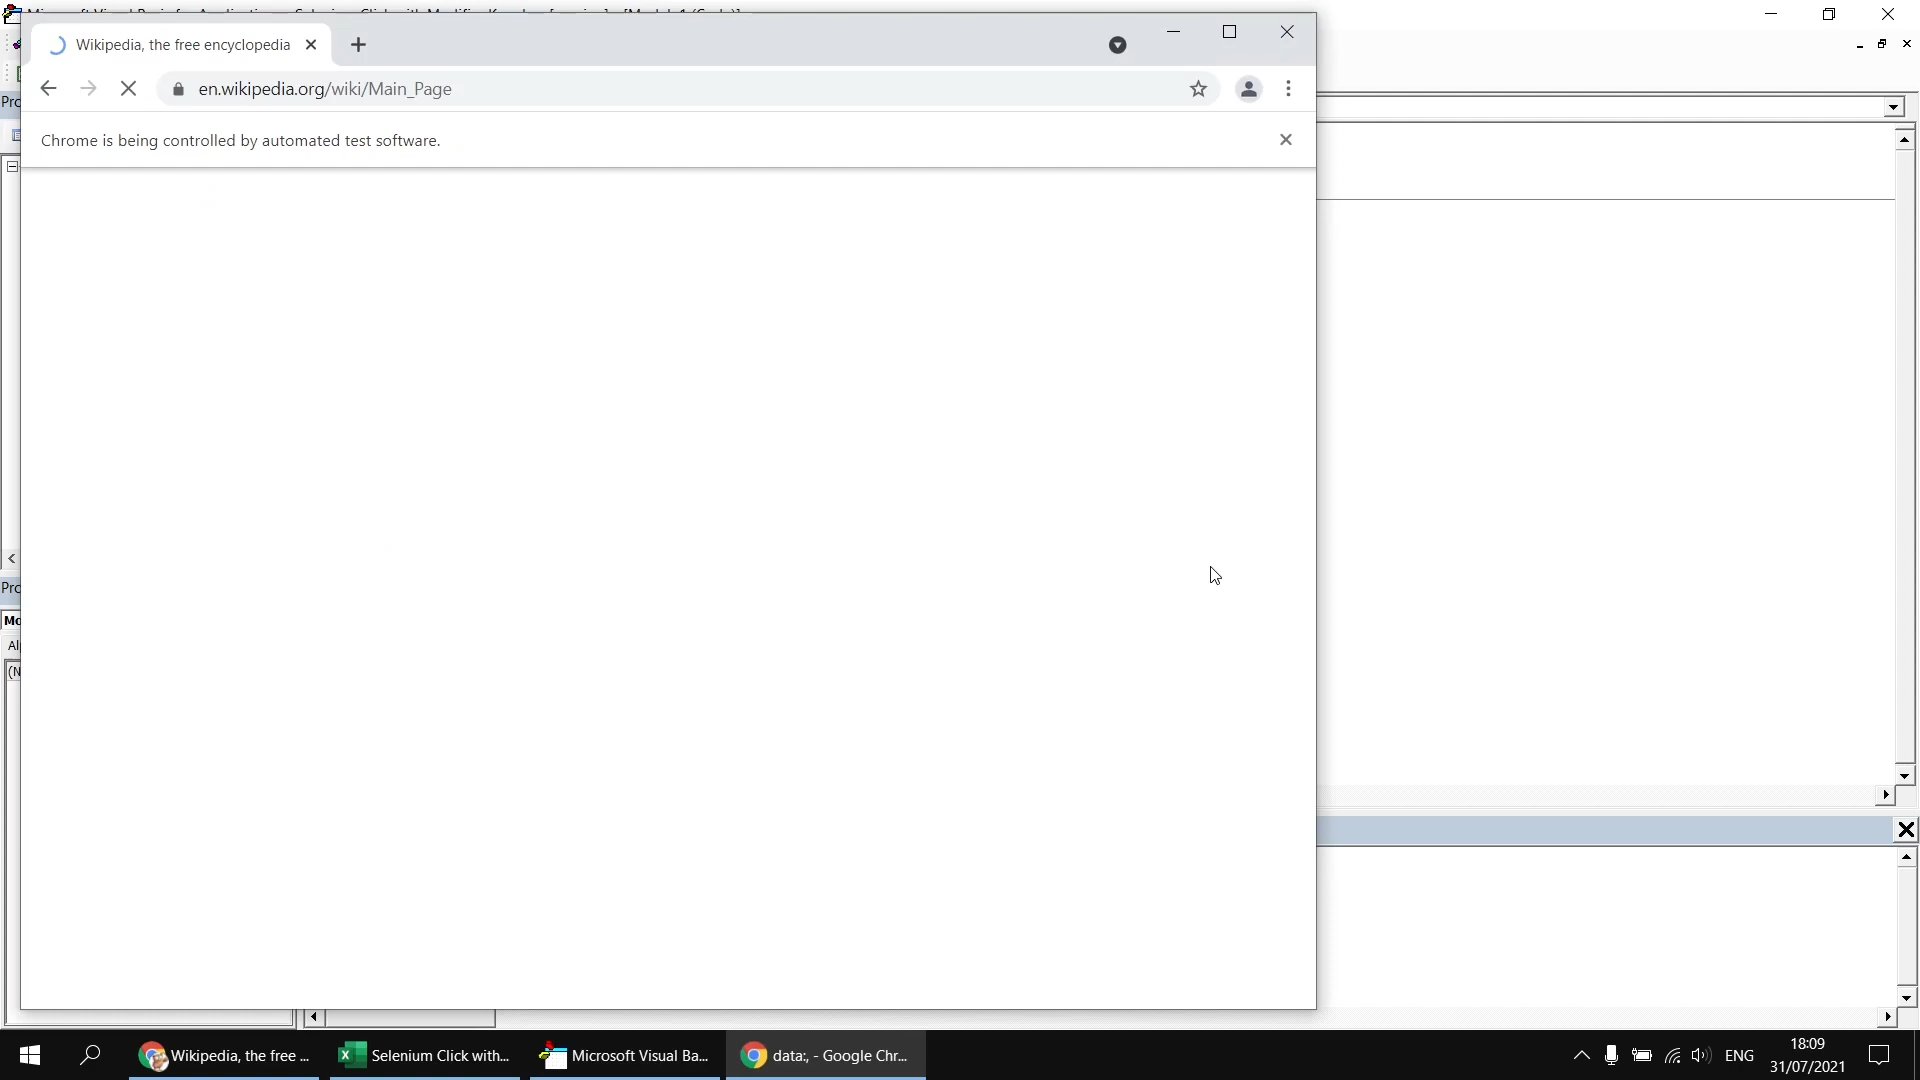 Wikipedia, the free encyclopedia
en.wikipedia.org/wiki/Main_Page
Chrome is being controlled by automated test software.
Wikipedia, the free ...
Selenium Click with...
Microsoft Visual Ba...
data:, - Google Chr...
ENG
18:09
31/07/2021